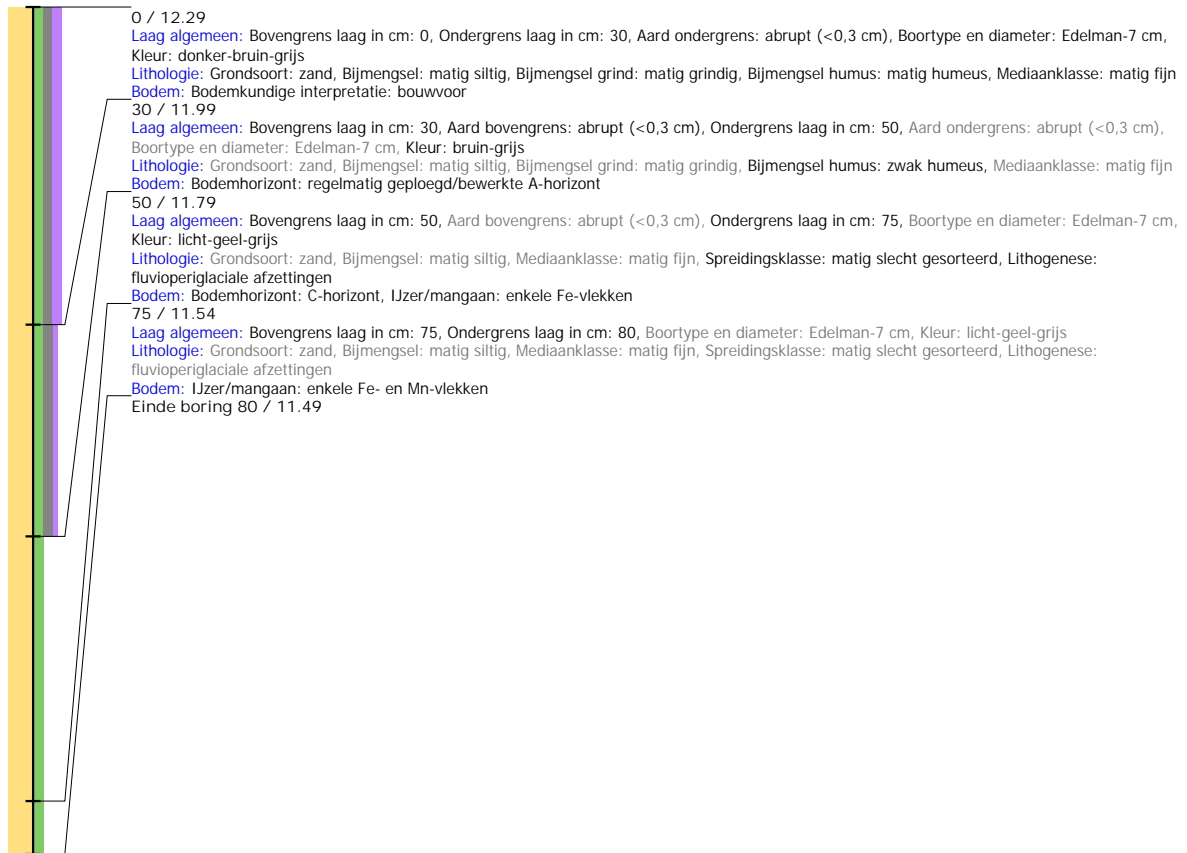 0 / 12.29
Laag algemeen: Bovengrens laag in cm: 0, Ondergrens laag in cm: 30, Aard ondergrens: abrupt (<0,3 cm), Boortype en diameter: Edelman-7 cm,
Kleur: donker-bruin-grijs
Lithologie: Grondsoort: zand, Bijmengsel: matig siltig, Bijmengsel grind: matig grindig, Bijmengsel humus: matig humeus, Mediaanklasse: matig fijn
Bodem: Bodemkundige interpretatie: bouwvoor
30 / 11.99
Laag algemeen: Bovengrens laag in cm: 30, Aard bovengrens: abrupt (<0,3 cm), Ondergrens laag in cm: 50, Aard ondergrens: abrupt (<0,3 cm),
Boortype en diameter: Edelman-7 cm, Kleur: bruin-grijs
Lithologie: Grondsoort: zand, Bijmengsel: matig siltig, Bijmengsel grind: matig grindig, Bijmengsel humus: zwak humeus, Mediaanklasse: matig fijn
Bodem: Bodemhorizont: regelmatig geploegd/bewerkte A-horizont
50 / 11.79
Laag algemeen: Bovengrens laag in cm: 50, Aard bovengrens: abrupt (<0,3 cm), Ondergrens laag in cm: 75, Boortype en diameter: Edelman-7 cm,
Kleur: licht-geel-grijs
Lithologie: Grondsoort: zand, Bijmengsel: matig siltig, Mediaanklasse: matig fijn, Spreidingsklasse: matig slecht gesorteerd, Lithogenese:
fluvioperiglaciale afzettingen
Bodem: Bodemhorizont: C-horizont, IJzer/mangaan: enkele Fe-vlekken
75 / 11.54
Laag algemeen: Bovengrens laag in cm: 75, Ondergrens laag in cm: 80, Boortype en diameter: Edelman-7 cm, Kleur: licht-geel-grijs
Lithologie: Grondsoort: zand, Bijmengsel: matig siltig, Mediaanklasse: matig fijn, Spreidingsklasse: matig slecht gesorteerd, Lithogenese:
fluvioperiglaciale afzettingen
Bodem: IJzer/mangaan: enkele Fe- en Mn-vlekken
Einde boring 80 / 11.49